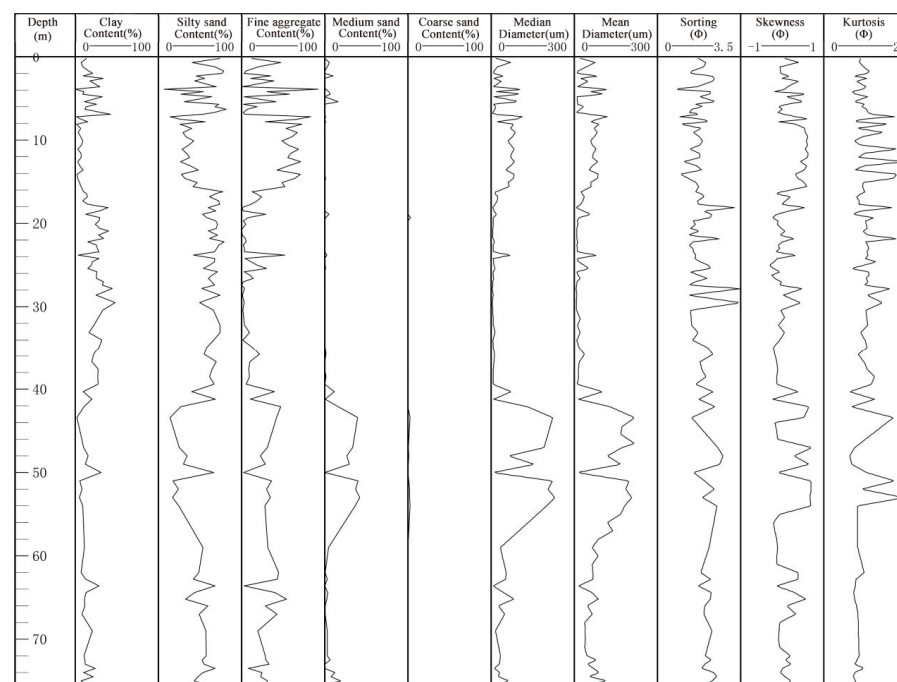 Depth
(m)
Clay
Content(%)
0 100
Silty sand
Content(%)
0 100
Fine aggregate
Content(%)
0 100
Medium sand
Content(%)
0 100
Coarse sand
Content(%)
0 100
Median
Diameter(um)
0 300
Mean
Diameter(um)
0 300
Sorting
(Φ)
0 3.5
Skewness
(Φ)
-1 1
Kurtosis
(Φ)
0 2
0
10
20
30
40
50
60
70